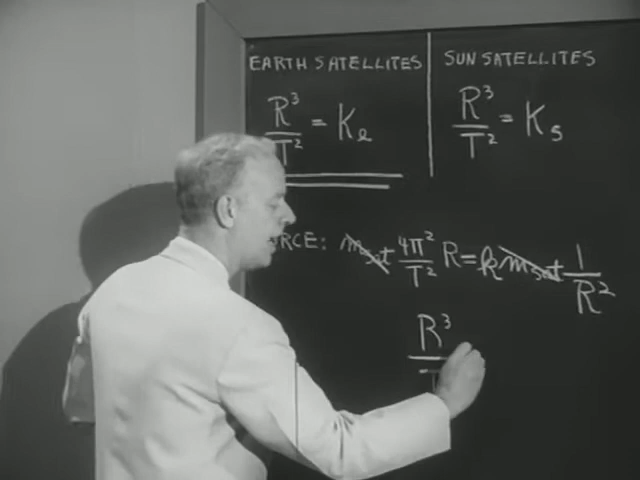 EARTH SATELLITES
R³/T² = Ke
SUN SATELLITES
R³/T² = Ks
RCE: msat 4π²/T² R = k msat 1/R²
R³